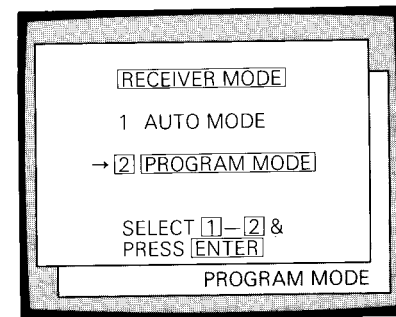 RECEIVER MODE
1 AUTO MODE
→ 2 PROGRAM MODE
SELECT 1–2 &
PRESS ENTER
PROGRAM MODE